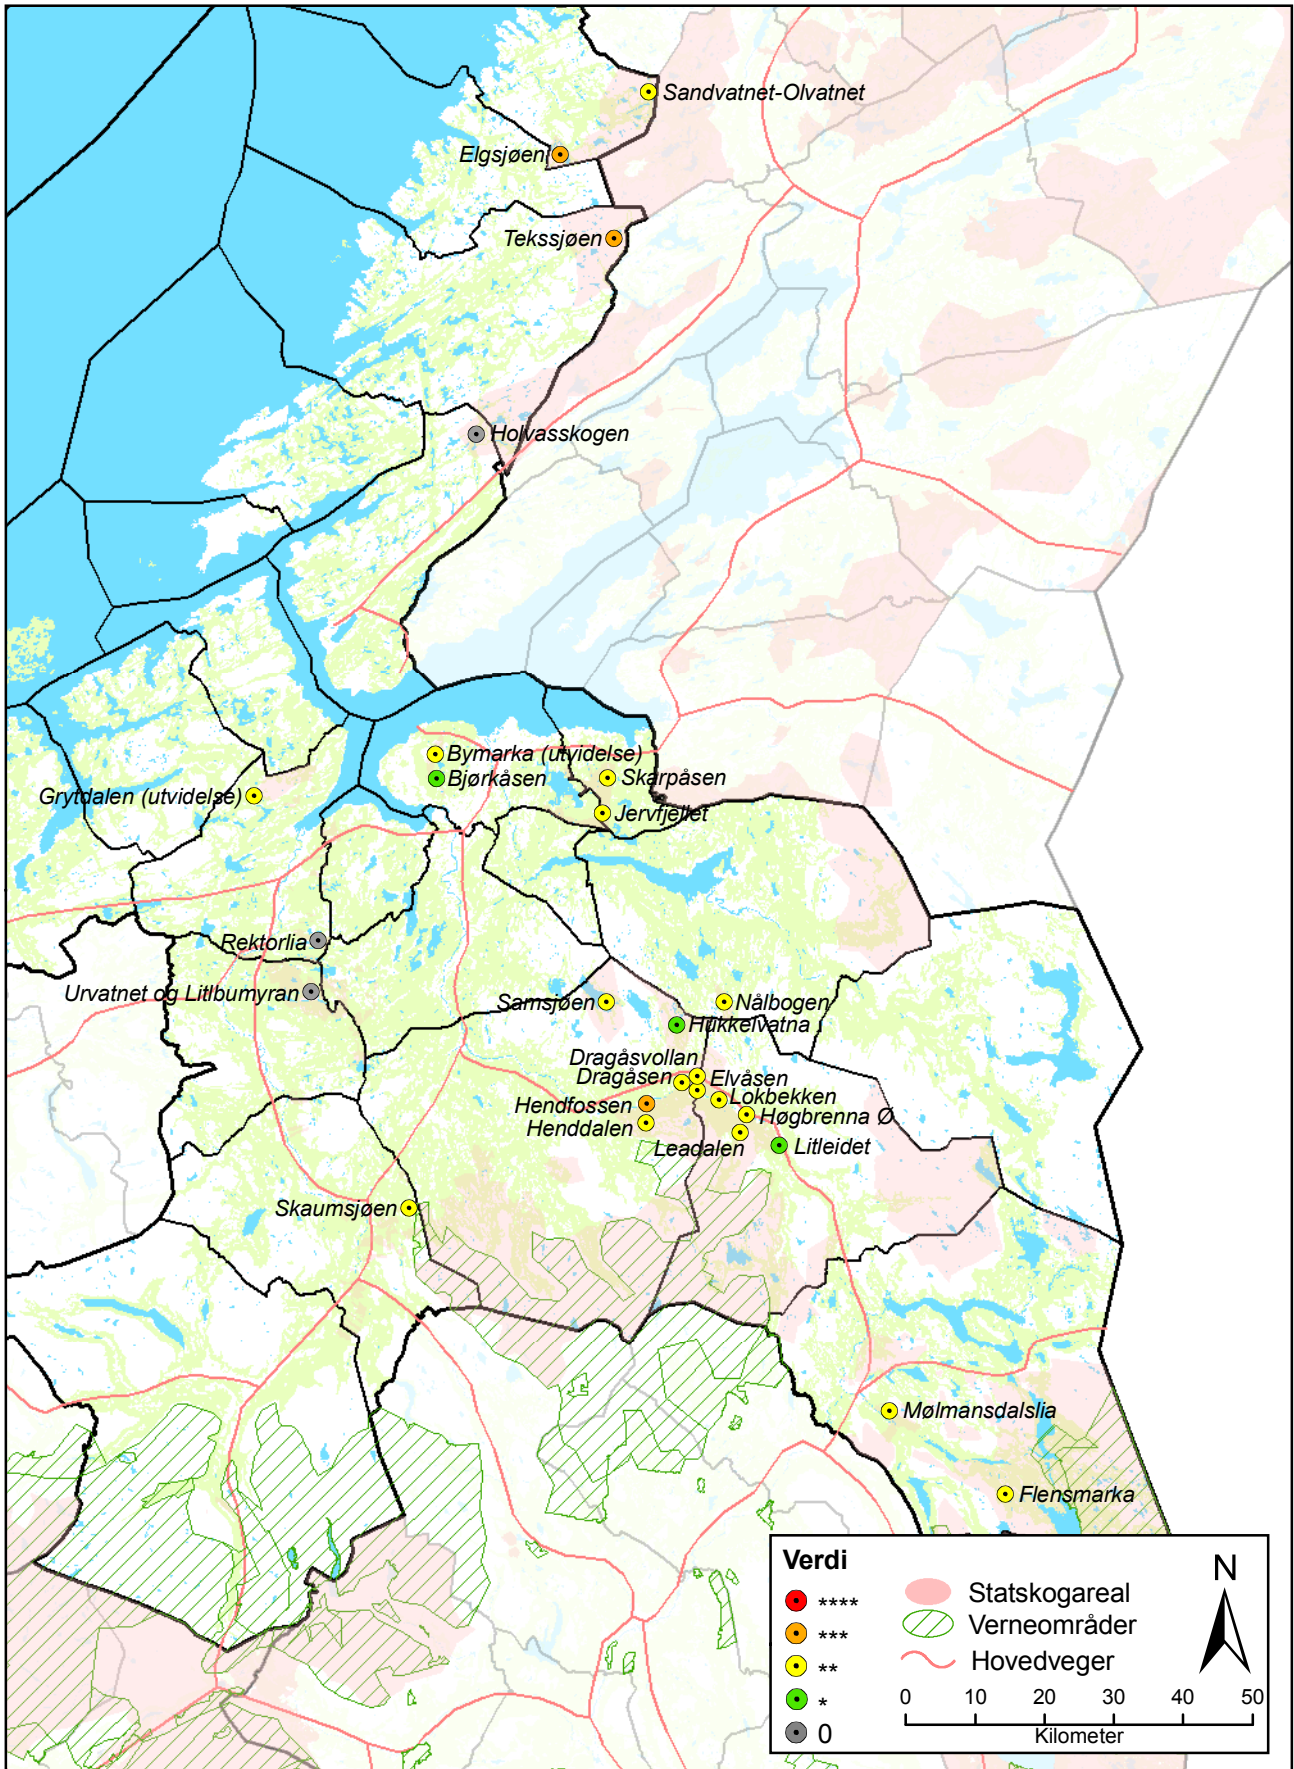 Sandvatnet-Olvatnet
Elgsjøen
Tekssjøen
Holvasskogen
Bymarka (utvidelse)
Bjørkåsen
Skarpåsen
Grytdalen (utvidelse)
Jervfjellet
Rektorlia
Urvatnet og Litlbumyran
Samsjøen
Nålbogen
Hukkelvatna
Dragåsvollan
Dragåsen
Elvåsen
Lokbekken
Hendfossen
Høgbrenna Ø
Henddalen
Leadalen
Litleidet
Skaumsjøen
Mølmansdalslia
Flensmarka
Verdi
****
***
**
*
0
Statskogareal
Verneområder
Hovedveger
N
0 10 20 30 40 50
Kilometer